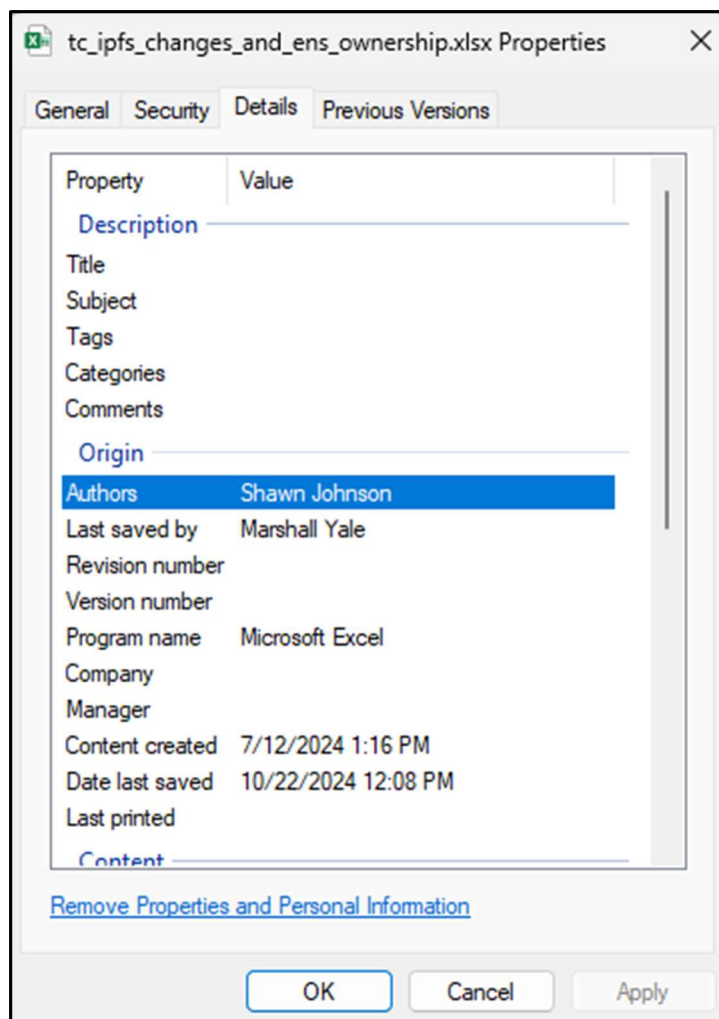 tc_ipfs_changes_and_ens_ownership.xlsx Properties
General Security Details Previous Versions
Property Value
Description
Title
Subject
Tags
Categories
Comments
Origin
Authors Shawn Johnson
Last saved by Marshall Yale
Revision number
Version number
Program name Microsoft Excel
Company
Manager
Content created 7/12/2024 1:16 PM
Date last saved 10/22/2024 12:08 PM
Last printed
Content
Remove Properties and Personal Information
OK Cancel Apply